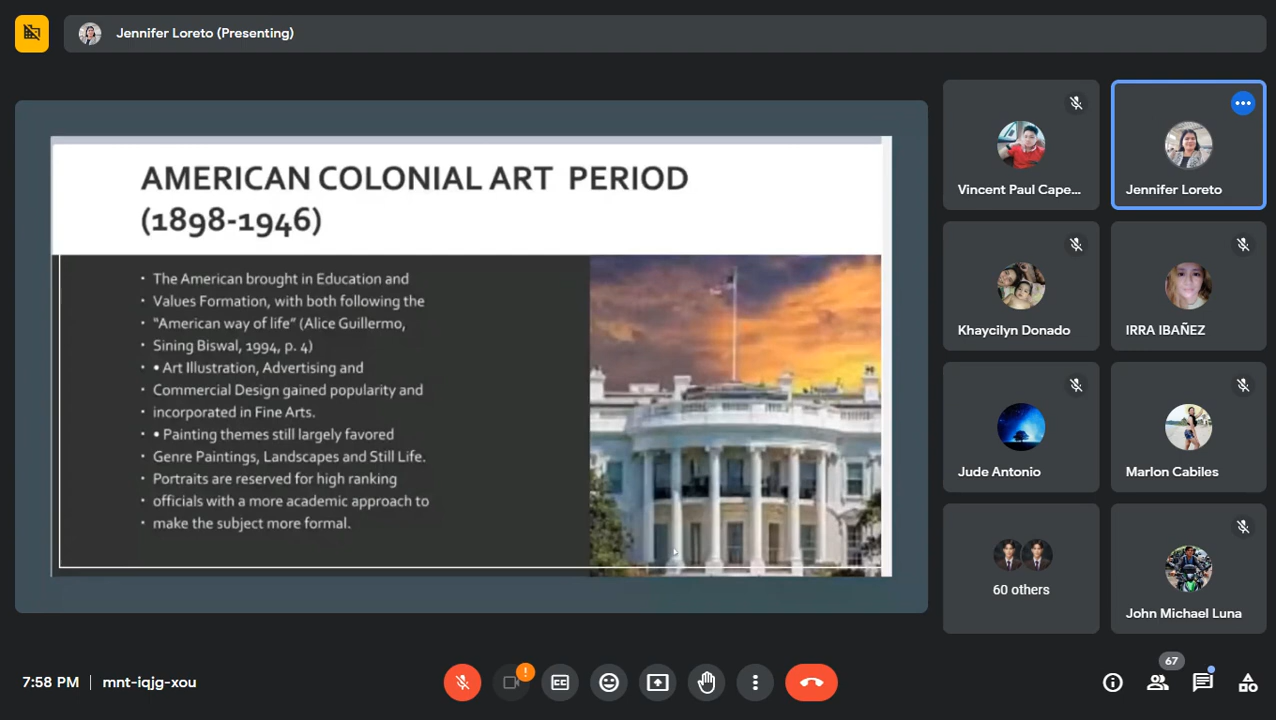 Jennifer Loreto (Presenting)
AMERICAN COLONIAL ART PERIOD
(1898-1946)
• The American brought in Education and
• Values Formation, with both following the
• “American way of life” (Alice Guillermo,
• Sining Biswal, 1994, p. 4)
• • Art Illustration, Advertising and
• Commercial Design gained popularity and
• incorporated in Fine Arts.
• • Painting themes still largely favored
• Genre Paintings, Landscapes and Still Life.
• Portraits are reserved for high ranking
• officials with a more academic approach to
• make the subject more formal.
Vincent Paul Cape...
Jennifer Loreto
Khaycilyn Donado
IRRA IBAÑEZ
Jude Antonio
Marlon Cabiles
60 others
John Michael Luna
7:58 PM | mnt-iqjg-xou
CC
67